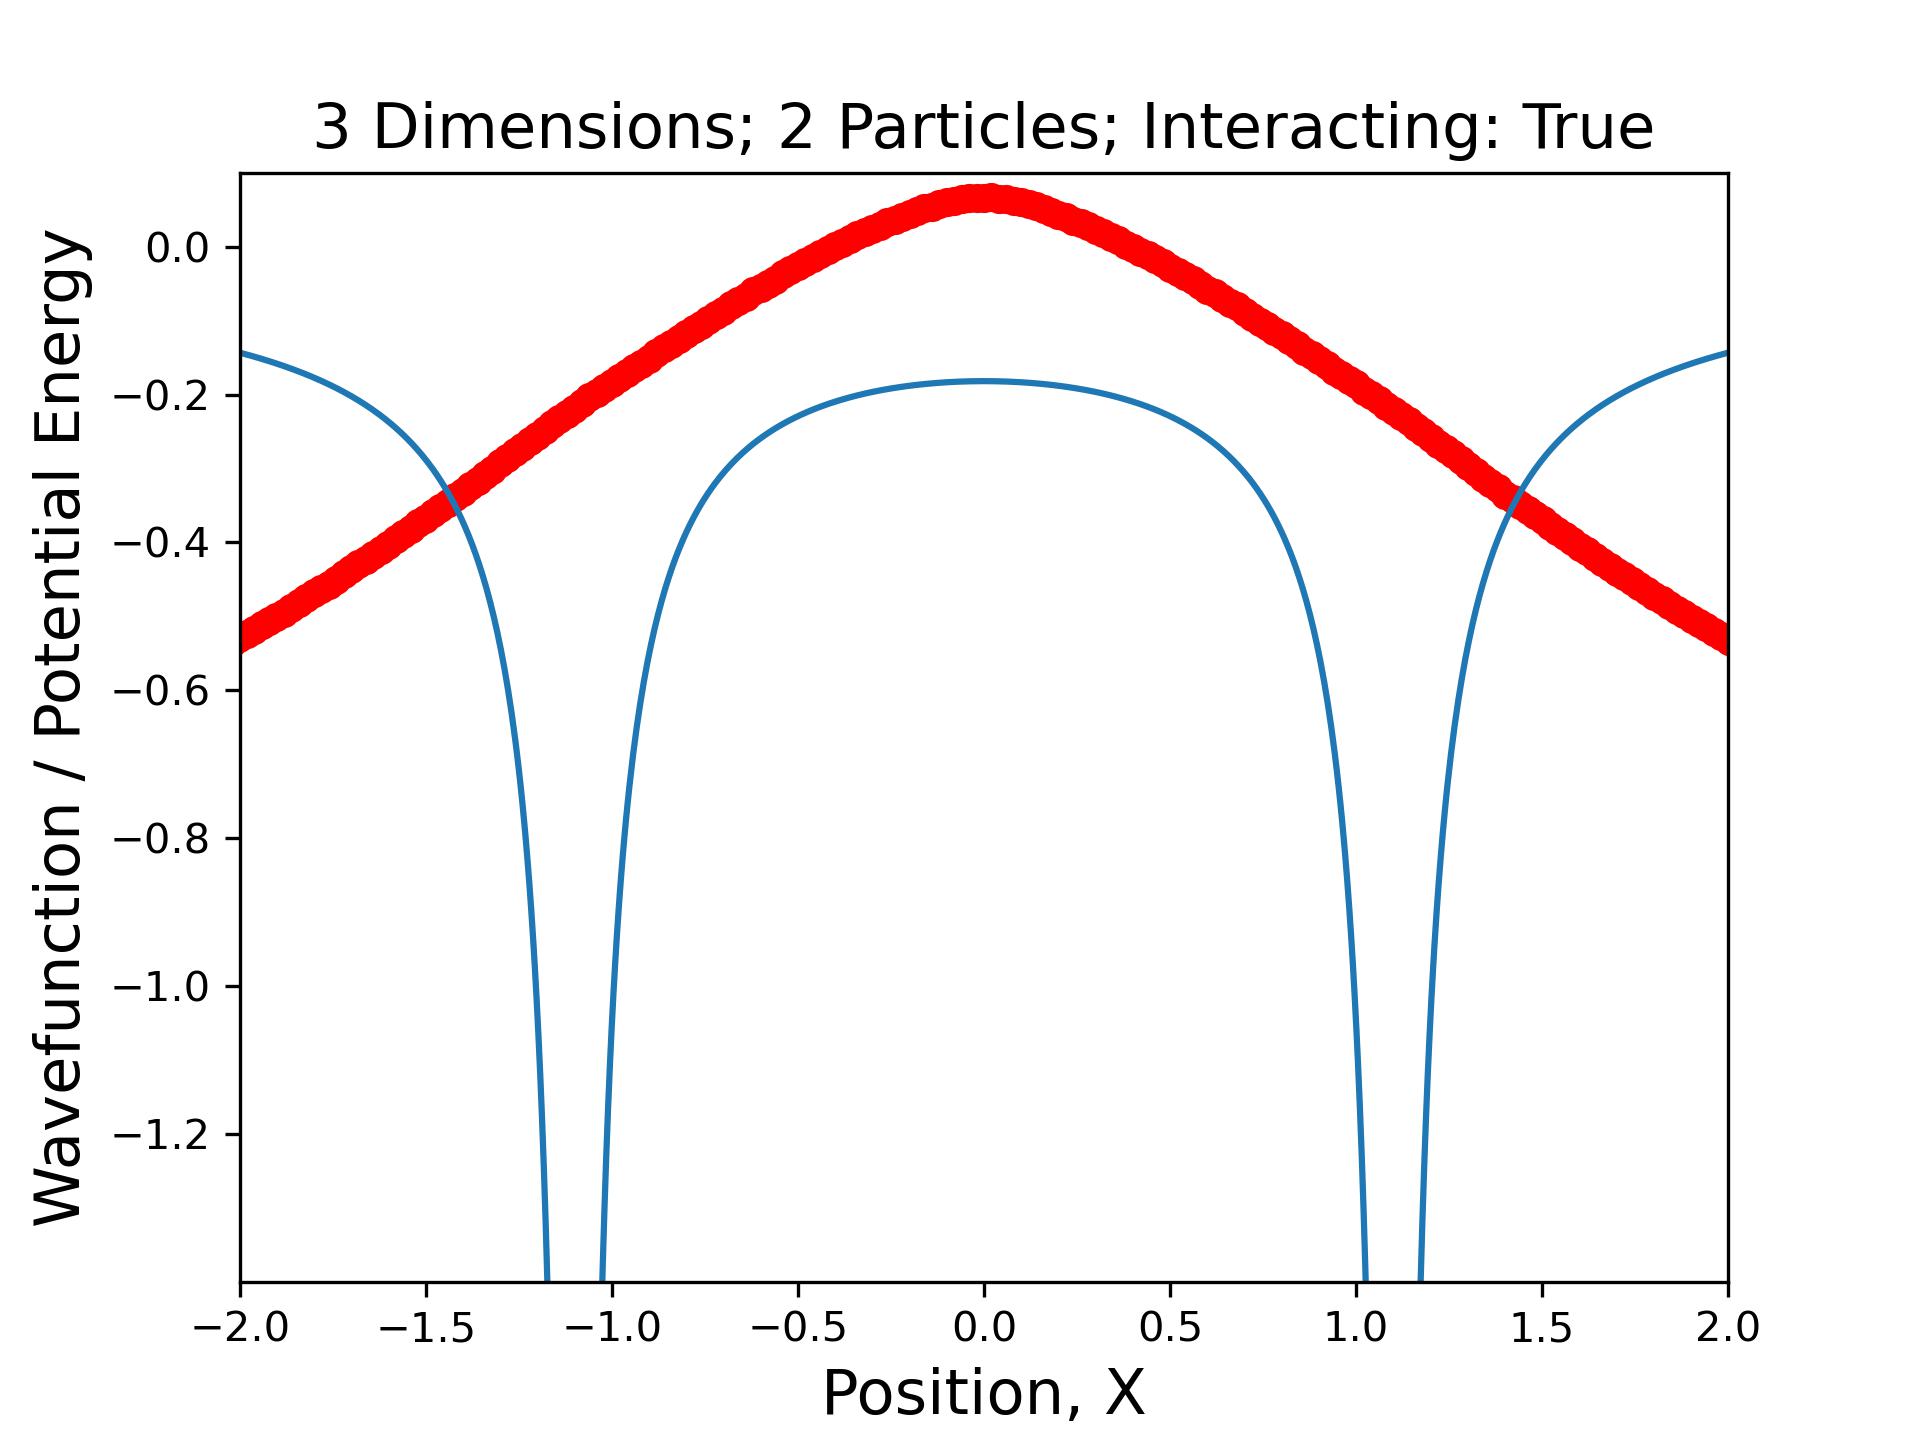 3 Dimensions; 2 Particles; Interacting: True
Wavefunction / Potential Energy
0.0
−0.2
−0.4
−0.6
−0.8
−1.0
−1.2
−2.0 −1.5 −1.0 −0.5 0.0 0.5 1.0 1.5 2.0
Position, X